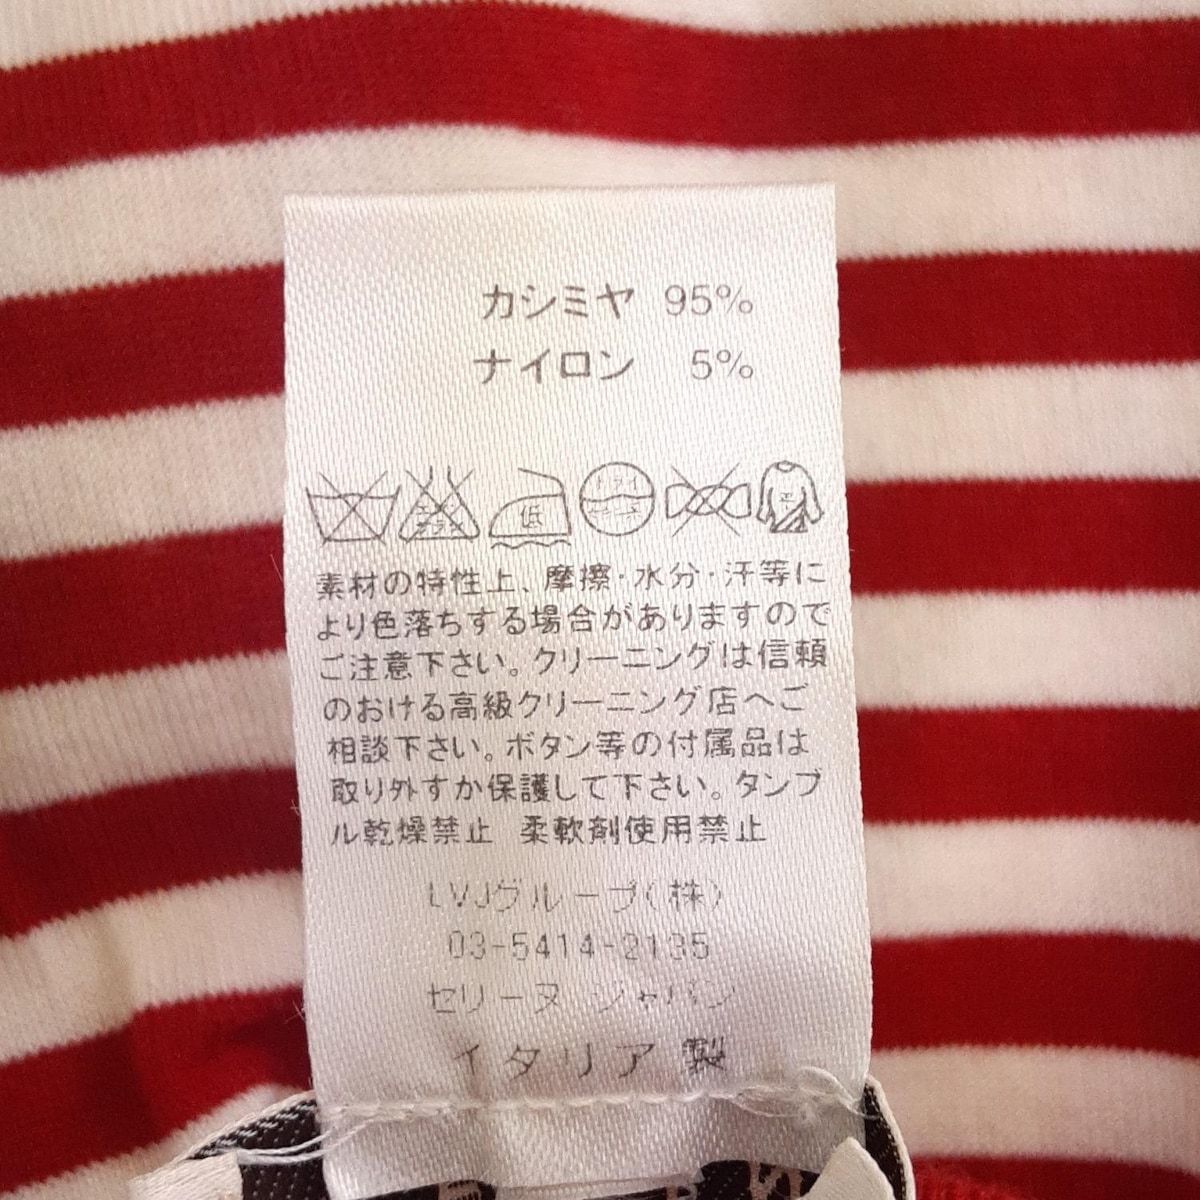 カシミヤ 95%
ナイロン 5%
低
素材の特性上、摩擦・水分・汗等に
より色落ちする場合がありますので
ご注意下さい。クリーニングは信頼
のおける高級クリーニング店へご
相談下さい。ボタン等の付属品は
取り外すか保護して下さい。タンブ
ル乾燥禁止 柔軟剤使用禁止
LVJグループ(株)
03-5414-2135
セリーヌ ジャパン
イタリア製